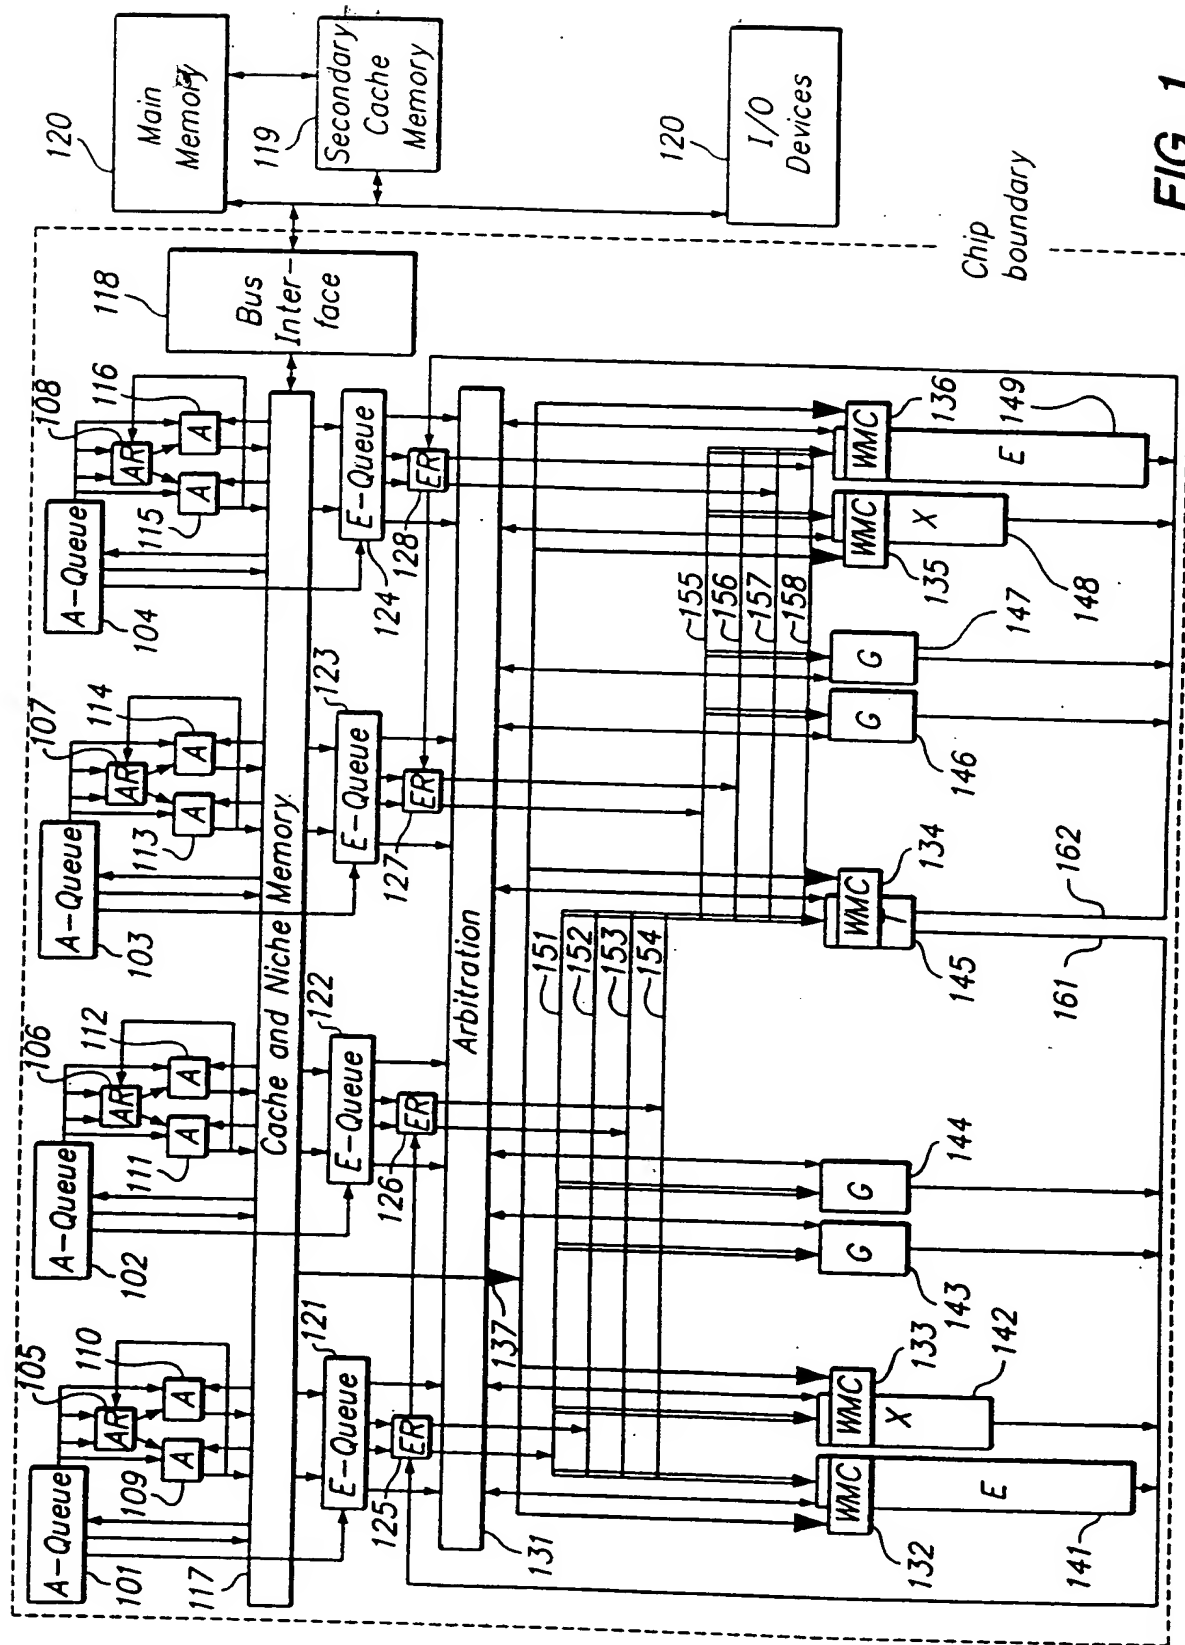 120
Main
Memory
119
Secondary
Cache
Memory
120
I/O
Devices
FIG. 1
Chip
boundary
118
Bus
Inter-
face
A-Queue
101
105
AR
109
A
110
A
A-Queue
102
106
AR
111
A
112
A
A-Queue
103
107
AR
113
A
114
A
A-Queue
104
108
AR
115
A
116
A
117
Cache and Niche Memory
121
E-Queue
122
E-Queue
123
E-Queue
124
E-Queue
125
ER
126
ER
127
ER
128
ER
Arbitration
131
137
151
152
153
154
155
156
157
158
WMC
132
E
141
WMC
133
X
142
G
143
G
144
WMC
134
T
145
161
162
G
146
G
147
WMC
135
X
148
WMC
136
E
149